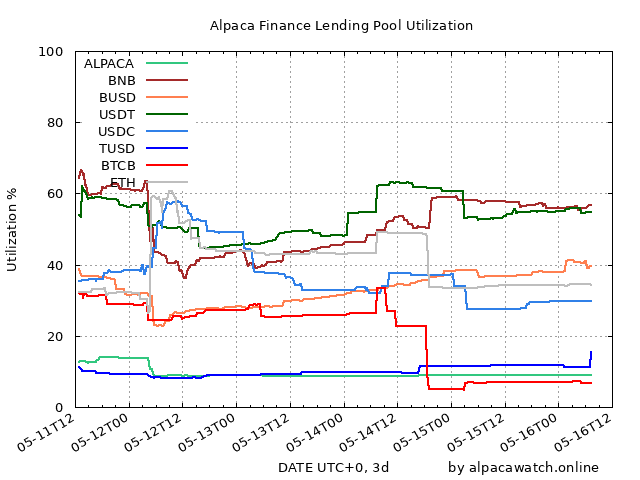 Alpaca Finance Lending Pool Utilization
100
80
60
40
20
0
Utilization %
ALPACA
BNB
BUSD
USDT
USDC
TUSD
BTCB
ETH
05-11T12
05-12T00
05-12T12
05-13T00
05-13T12
05-14T00
05-14T12
05-15T00
05-15T12
05-16T00
05-16T12
DATE UTC+0, 3d
by alpacawatch.online